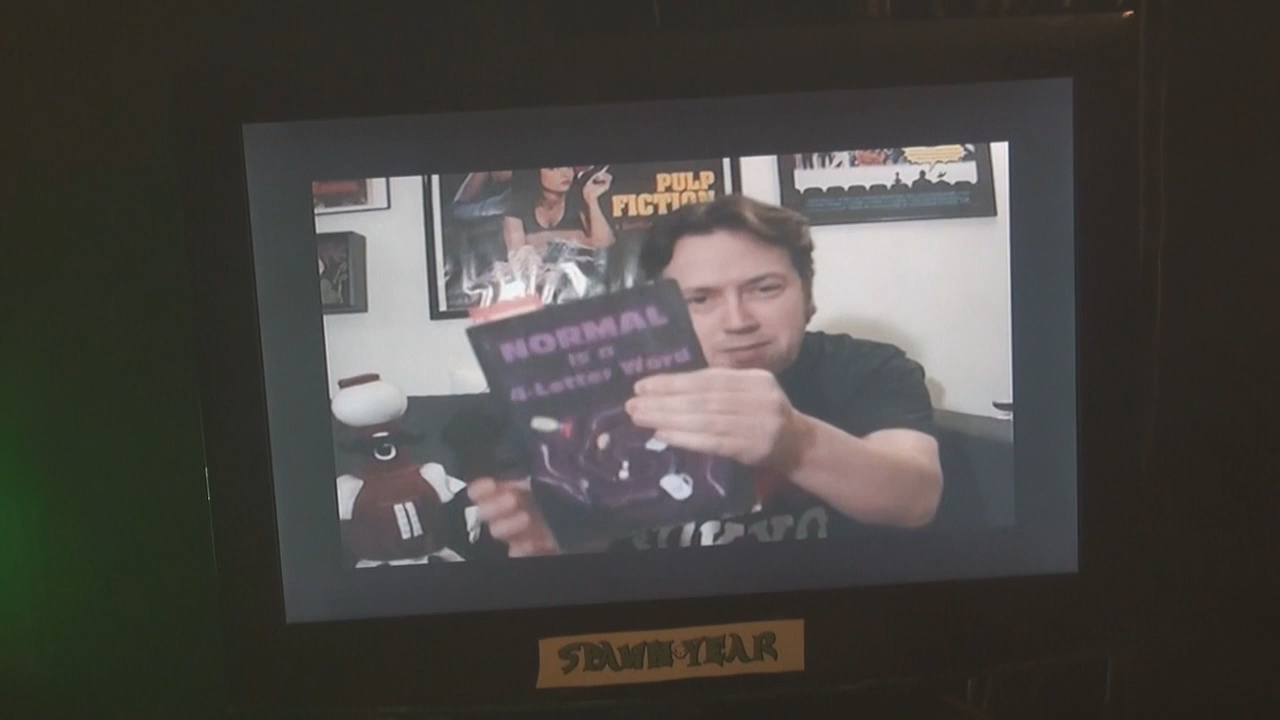 PULP
FICTION
NORMAL
IS a
4-Letter Word
SPAWN YEAR